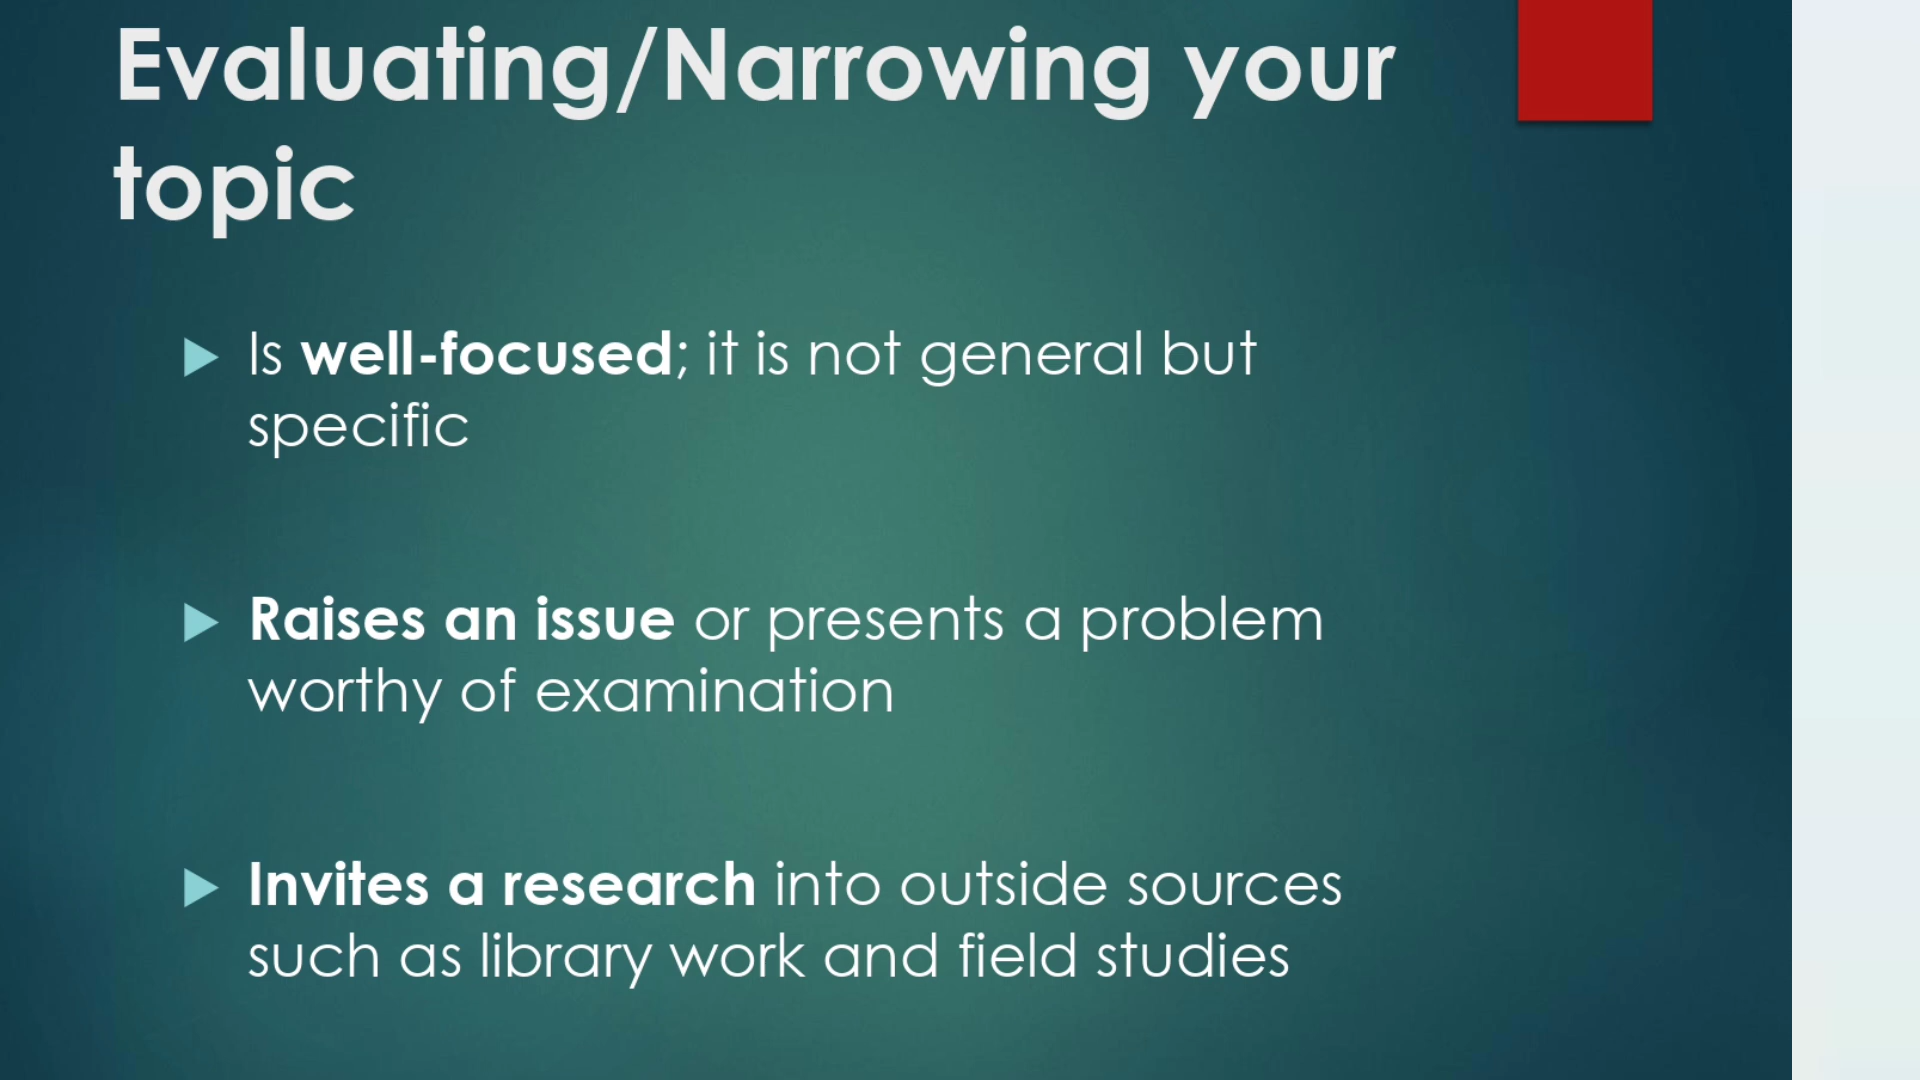 Evaluating/Narrowing your
topic
Is well-focused; it is not general but
specific
Raises an issue or presents a problem
worthy of examination
Invites a research into outside sources
such as library work and field studies